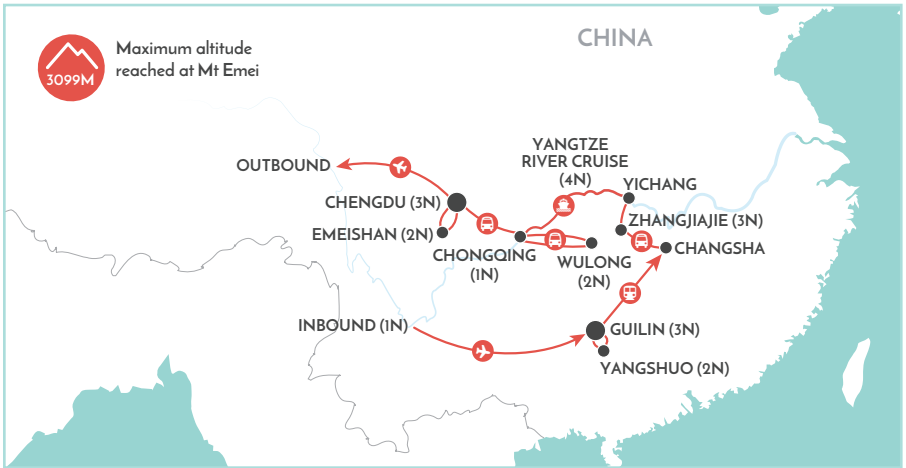 CHINA
Maximum altitude
reached at Mt Emei
3099M
YANGTZE
RIVER CRUISE
(4N)
OUTBOUND
YICHANG
CHENGDU (3N)
ZHANGJIAJIE (3N)
EMEISHAN (2N)
CHANGSHA
CHONGQING
(1N)
WULONG
(2N)
INBOUND (1N)
GUILIN (3N)
YANGSHUO (2N)